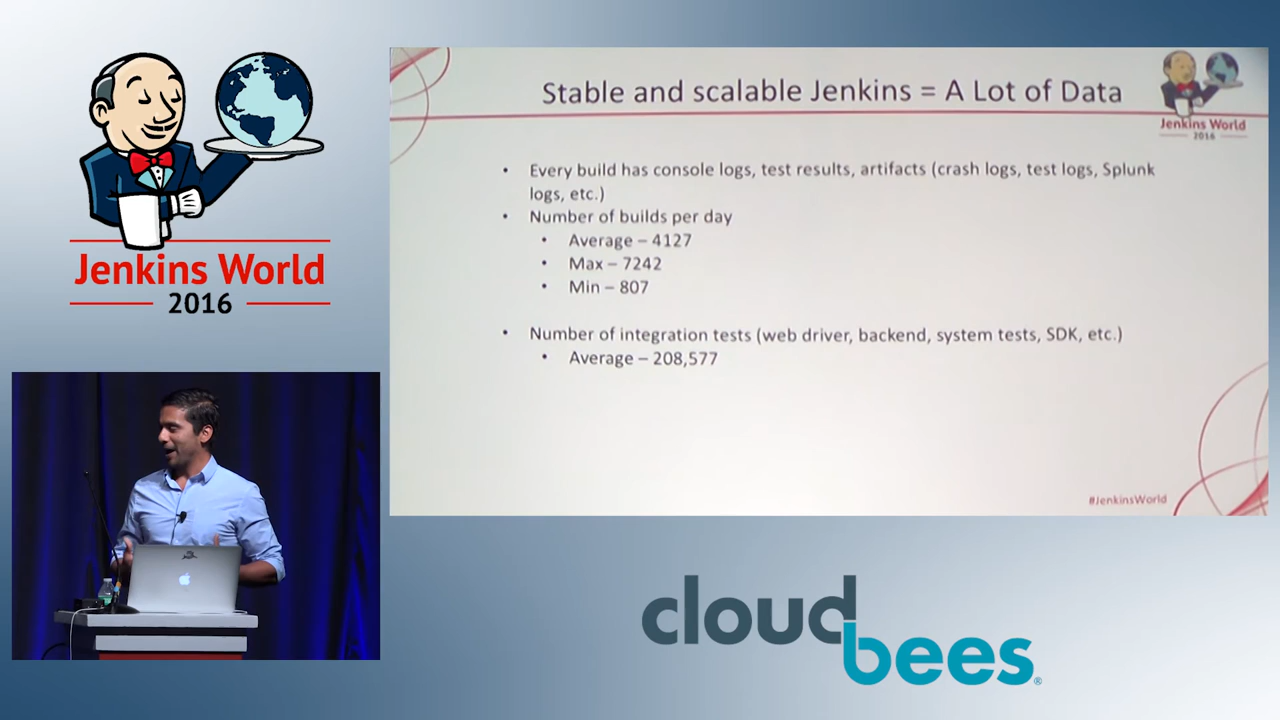 Jenkins World
2016
Stable and scalable Jenkins = A Lot of Data
Jenkins World
2016
• Every build has console logs, test results, artifacts (crash logs, test logs, Splunk
logs, etc.)
• Number of builds per day
• Average – 4127
• Max – 7242
• Min – 807
• Number of integration tests (web driver, backend, system tests, SDK, etc.)
• Average – 208,577
#JenkinsWorld
cloud
bees®